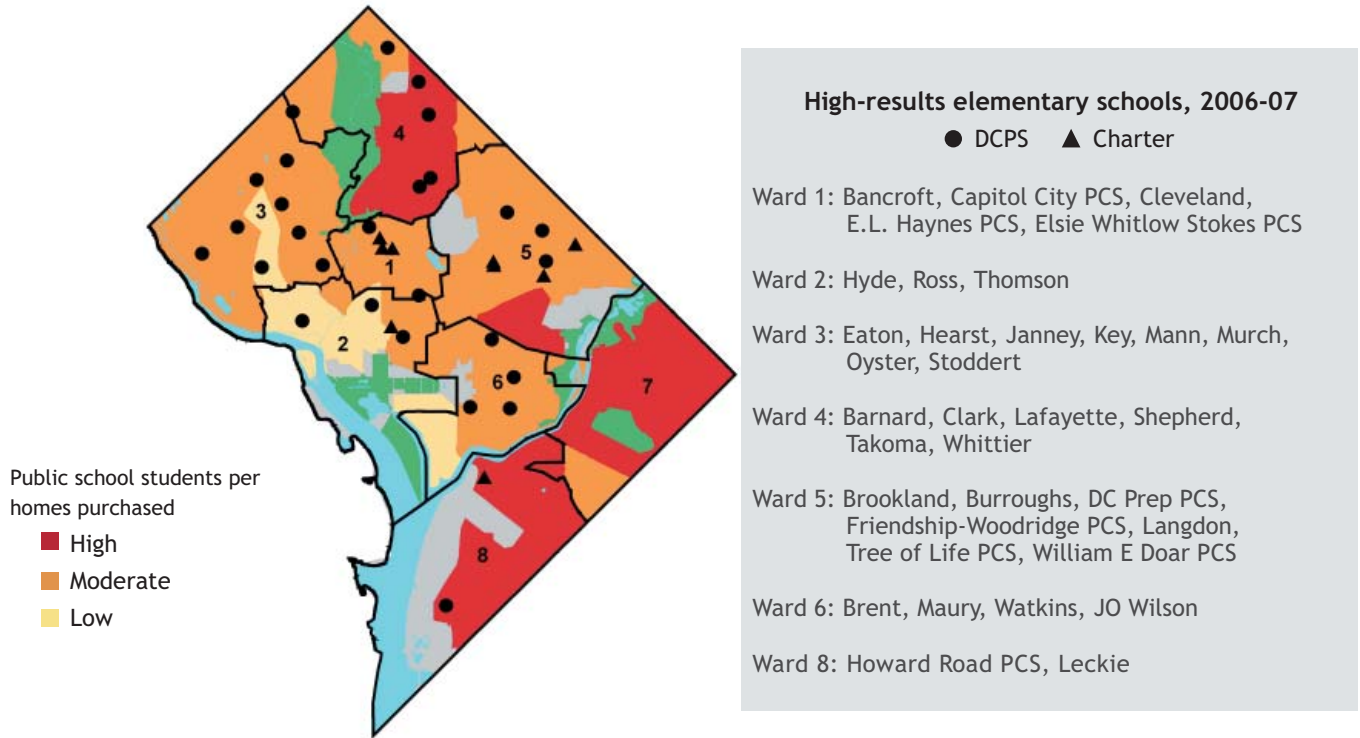 4
3
5
1
2
6
7
8
Public school students per
homes purchased
High
Moderate
Low
High-results elementary schools, 2006-07
DCPS Charter
Ward 1: Bancroft, Capitol City PCS, Cleveland,
E.L. Haynes PCS, Elsie Whitlow Stokes PCS
Ward 2: Hyde, Ross, Thomson
Ward 3: Eaton, Hearst, Janney, Key, Mann, Murch,
Oyster, Stoddert
Ward 4: Barnard, Clark, Lafayette, Shepherd,
Takoma, Whittier
Ward 5: Brookland, Burroughs, DC Prep PCS,
Friendship-Woodridge PCS, Langdon,
Tree of Life PCS, William E Doar PCS
Ward 6: Brent, Maury, Watkins, JO Wilson
Ward 8: Howard Road PCS, Leckie